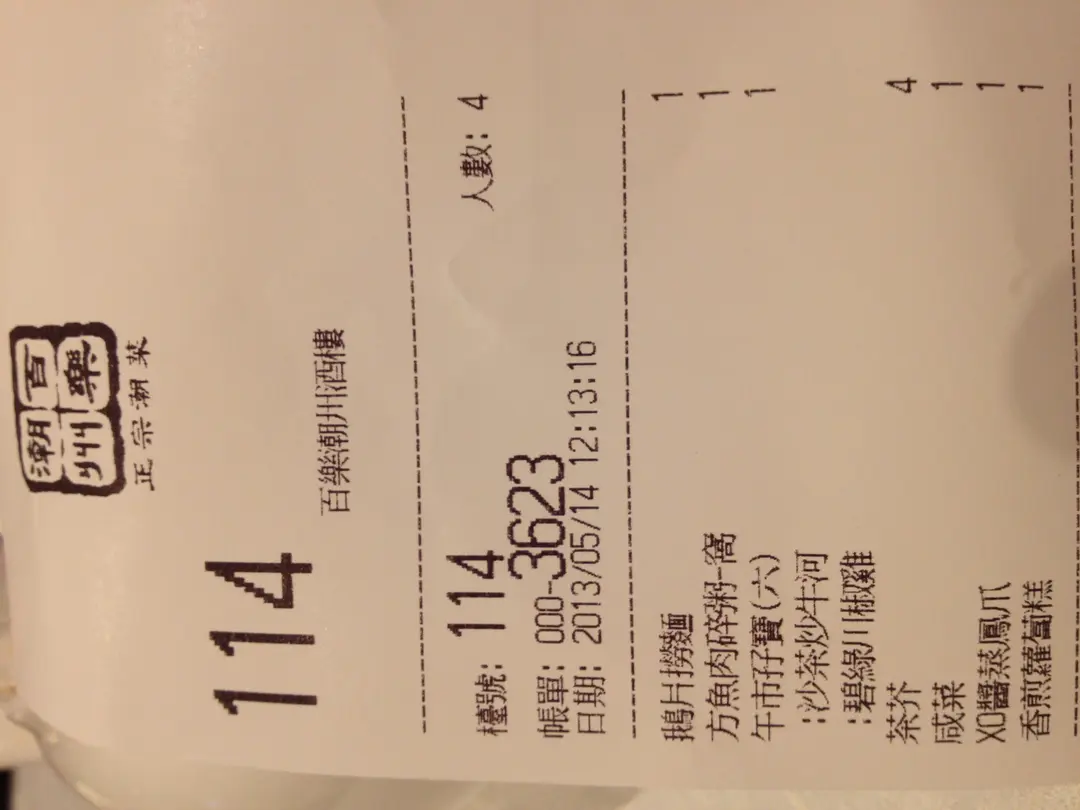 潮州百樂
正宗潮菜
114
百樂潮州酒樓
檯號: 114 人數: 4
帳單: 000-3623
日期: 2013/05/14 12:13:16
鵝片撈麵 1
方魚肉碎粥-窩 1
午市孖寶(六) 1
:沙茶炒牛河
:碧綠川椒雞
茶芥 4
咸菜 1
XO醬蒸鳳爪 1
香煎蘿蔔糕 1